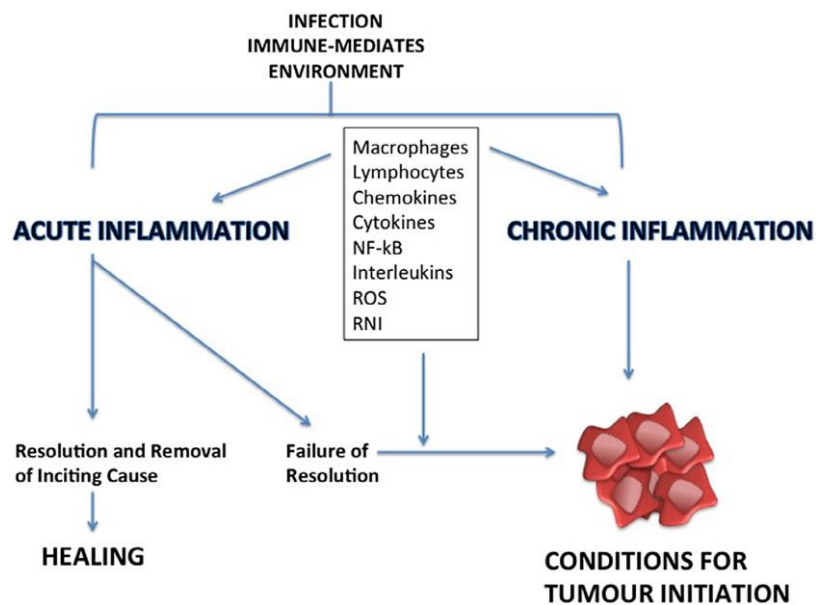 INFECTION
IMMUNE-MEDIATES
ENVIRONMENT
Macrophages
Lymphocytes
Chemokines
Cytokines
NF-kB
Interleukins
ROS
RNI
ACUTE INFLAMMATION
CHRONIC INFLAMMATION
Resolution and Removal
of Inciting Cause
Failure of
Resolution
HEALING
CONDITIONS FOR
TUMOUR INITIATION